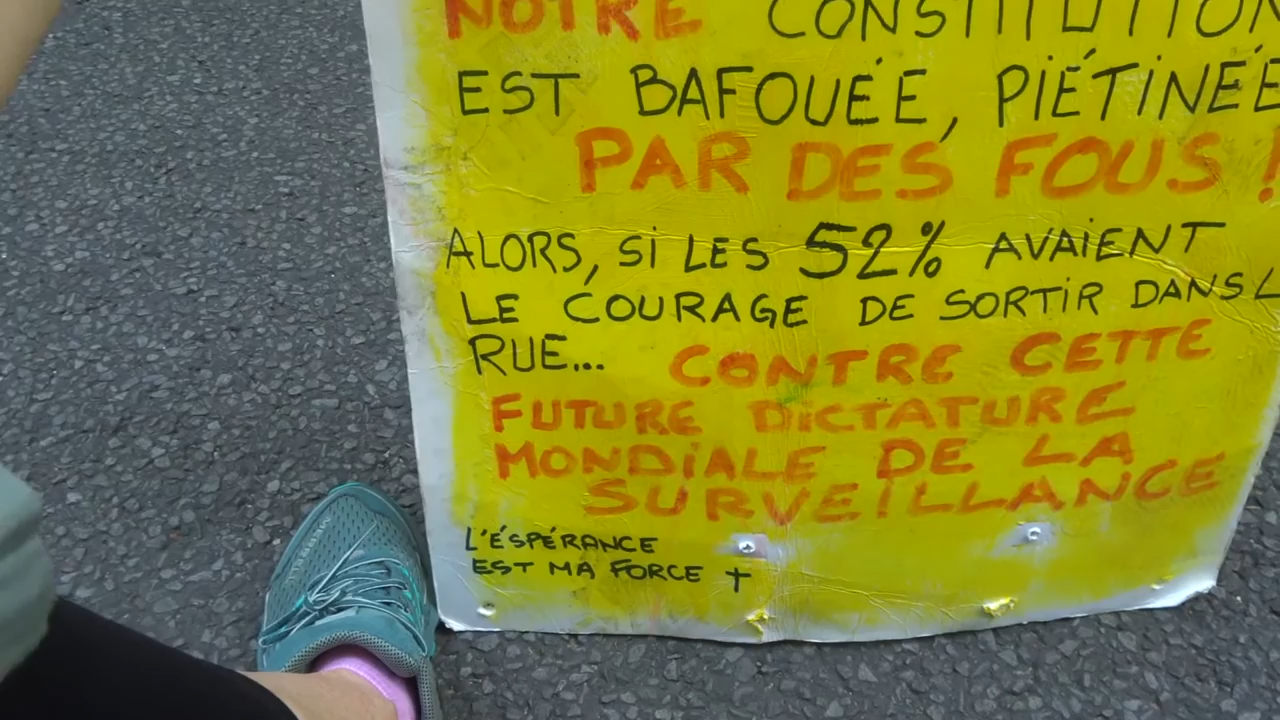 NOTRE CONSTITUTION
EST BAFOUÉE, PIÉTINÉE
PAR DES FOUS !
ALORS, SI LES 52% AVAIENT
LE COURAGE DE SORTIR DANS L
RUE... CONTRE CETTE
FUTURE DICTATURE
MONDIALE DE LA
SURVEILLANCE
L'ÉSPÉRANCE
EST MA FORCE +